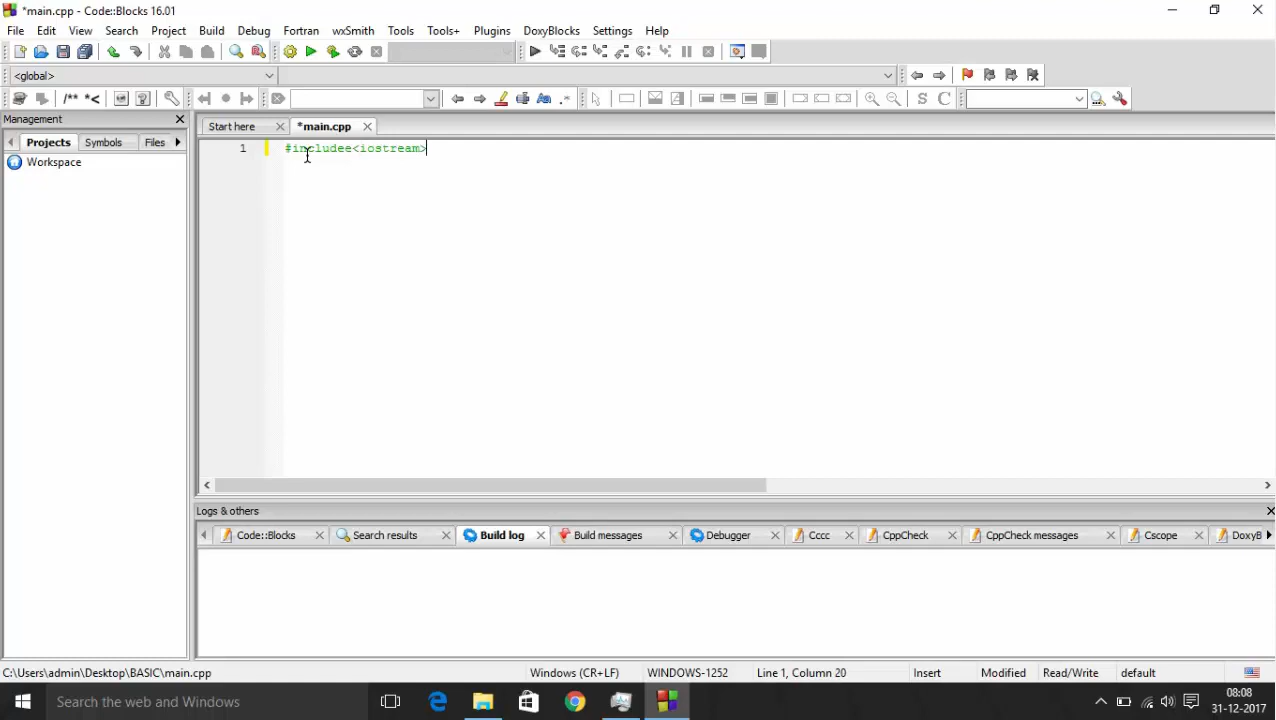 *main.cpp - Code::Blocks 16.01
File Edit View Search Project Build Debug Fortran wxSmith Tools Tools+ Plugins DoxyBlocks Settings Help
<global>
/** *<
.*
S C
Management
Start here *main.cpp
Projects Symbols Files
1 #includee<iostream>
Workspace
Logs & others
Code::Blocks Search results Build log Build messages Debugger Cccc CppCheck CppCheck messages Cscope DoxyB
C:\Users\admin\Desktop\BASIC\main.cpp Windows (CR+LF) WINDOWS-1252 Line 1, Column 20 Insert Modified Read/Write default
Search the web and Windows
08:08
31-12-2017